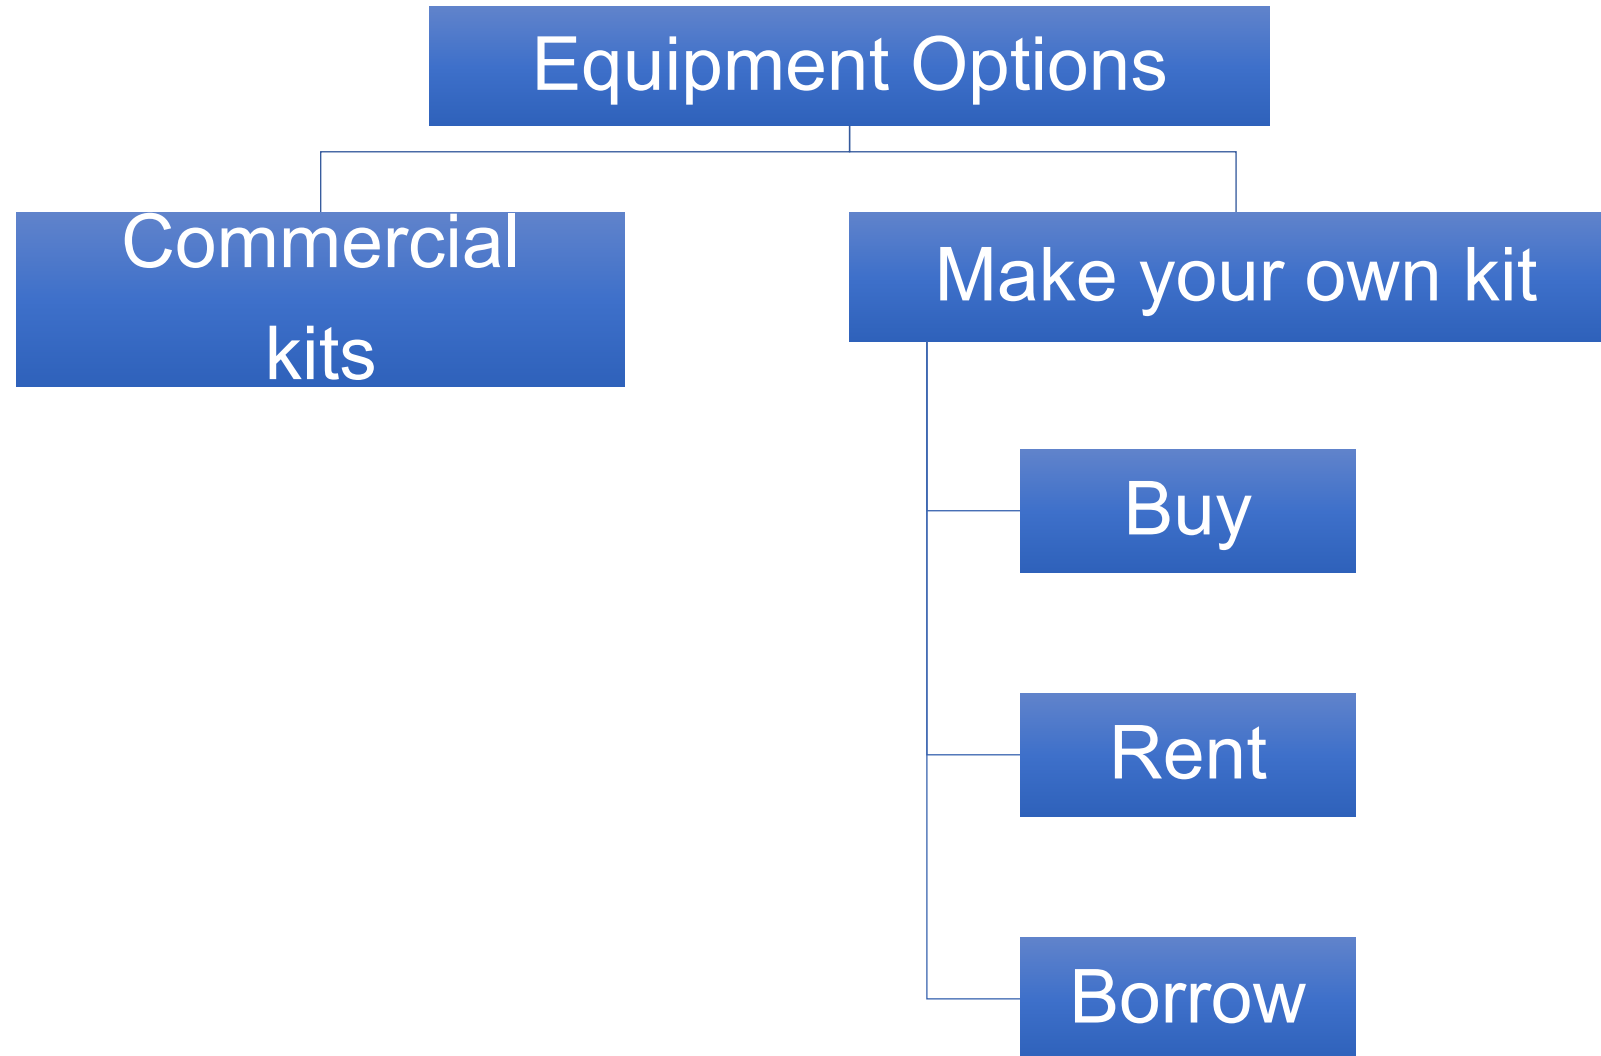 Equipment Options
Commercial
kits
Make your own kit
Buy
Rent
Borrow